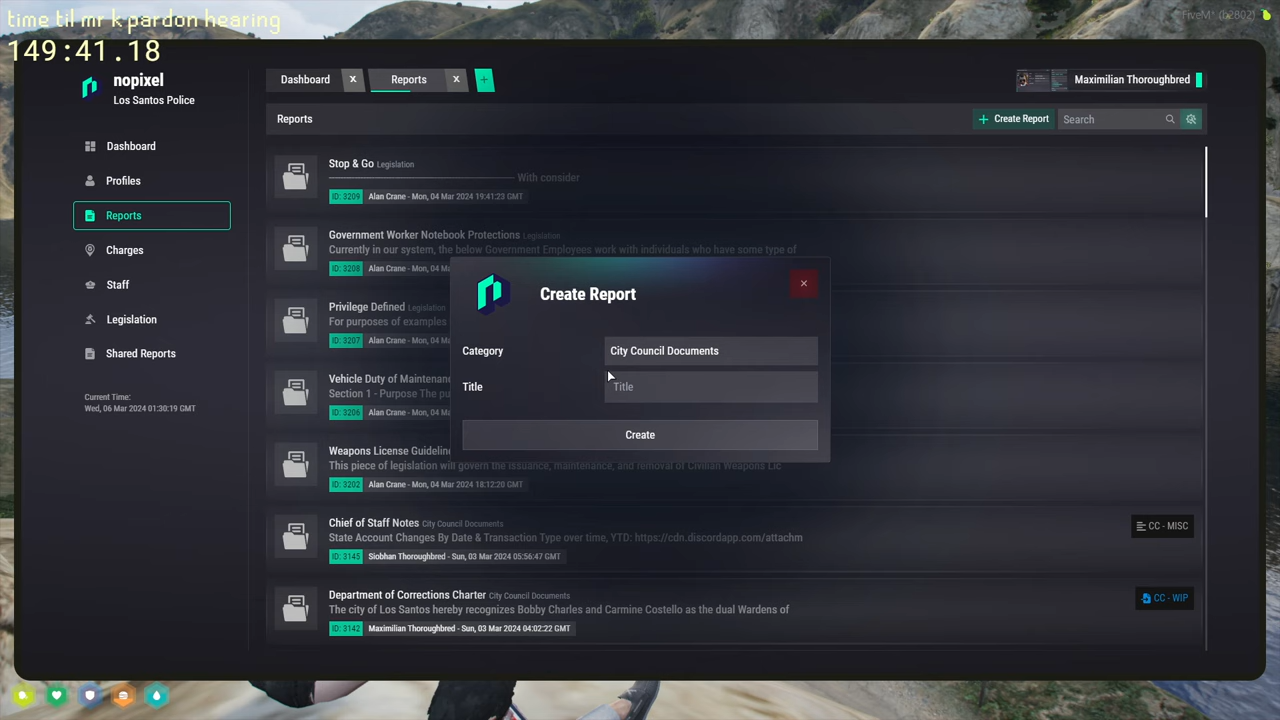 time til mr k pardon hearing
149:41.18
FiveM* (b2802)
nopixel
Los Santos Police
Dashboard x Reports x +
Maximilian Thoroughbred
Reports
+ Create Report
Search
Dashboard
Profiles
Reports
Charges
Staff
Legislation
Shared Reports
Current Time:
Wed, 06 Mar 2024 01:30:19 GMT
Stop & Go Legislation
With consider
ID: 3209 Alan Crane - Mon, 04 Mar 2024 19:41:23 GMT
Government Worker Notebook Protections Legislation
Currently in our system, the below Government Employees work with individuals who have some type of
ID: 3208 Alan Crane - Mon, 04 Ma
Privilege Defined Legislation
For purposes of examples
ID: 3207 Alan Crane - Mon, 04 Ma
Vehicle Duty of Maintenan
Section 1 - Purpose The pu
ID: 3206 Alan Crane - Mon, 04 Ma
Weapons License Guidelin
This piece of legislation will govern the issuance, maintenance, and removal of Civilian Weapons Lic
ID: 3202 Alan Crane - Mon, 04 Mar 2024 18:12:20 GMT
Chief of Staff Notes City Council Documents
State Account Changes By Date & Transaction Type over time, YTD: https://cdn.discordapp.com/attachm
ID: 3145 Siobhan Thoroughbred - Sun, 03 Mar 2024 05:56:47 GMT
CC - MISC
Department of Corrections Charter City Council Documents
The city of Los Santos hereby recognizes Bobby Charles and Carmine Costello as the dual Wardens of
ID: 3142 Maximilian Thoroughbred - Sun, 03 Mar 2024 04:02:22 GMT
CC - WIP
Create Report
×
Category City Council Documents
Title Title
Create